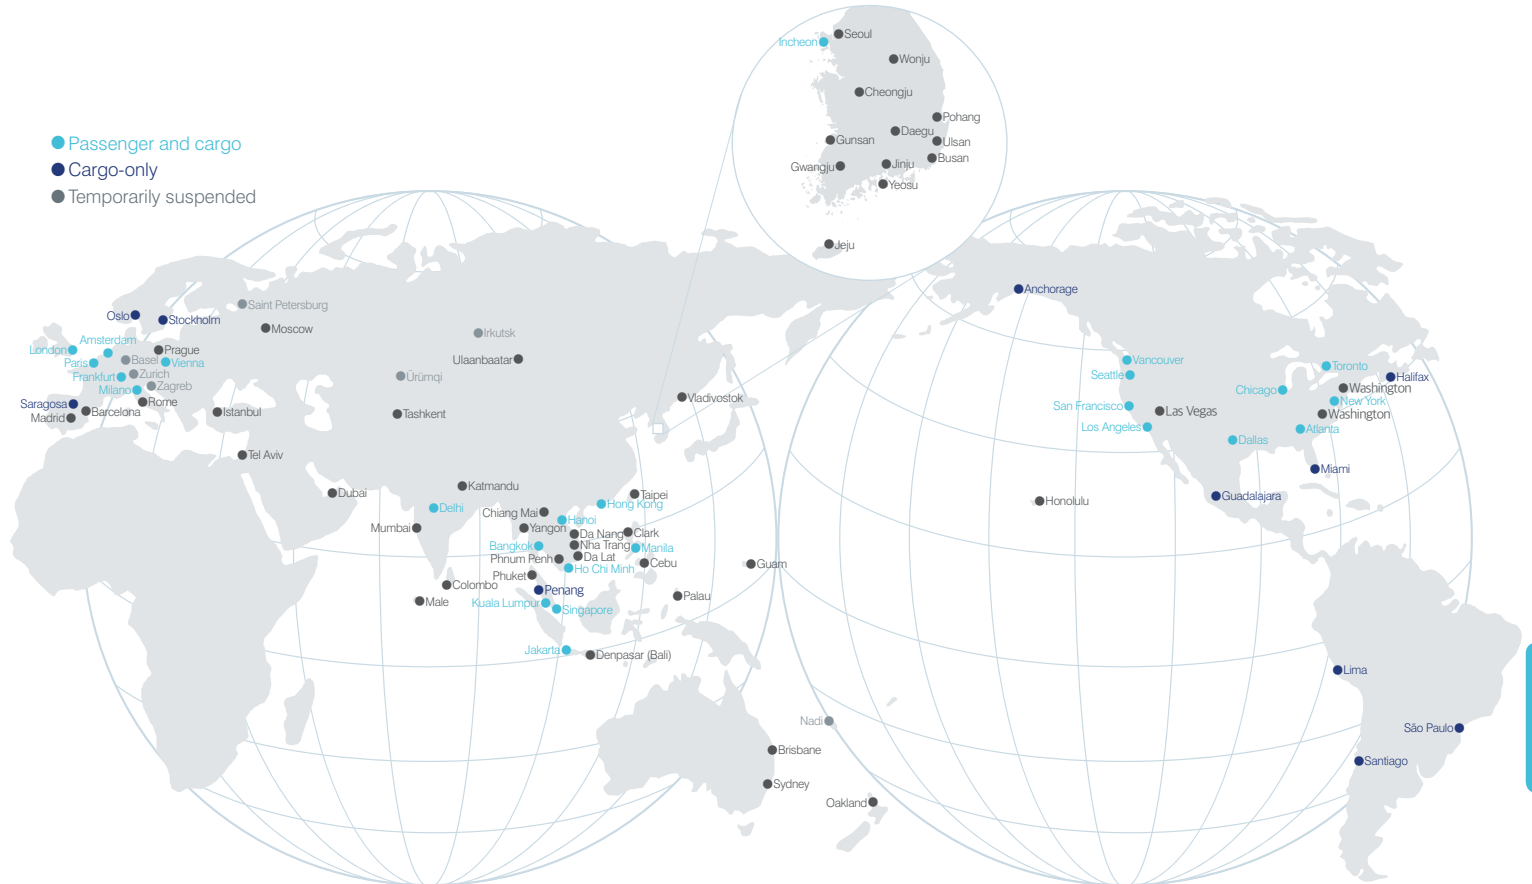 Passenger and cargo
Cargo-only
Temporarily suspended
Incheon
Seoul
Wonju
Cheongju
Pohang
Daegu
Gunsan
Ulsan
Busan
Gwangju
Jinju
Yeosu
Jeju
Saint Petersburg
Oslo
Stockholm
Moscow
Irkutsk
Amsterdam
London
Prague
Paris
Basel
Vienna
Ulaanbaatar
Frankfurt
Zurich
Ürümqi
Milano
Zagreb
Saragosa
Rome
Madrid
Barcelona
Istanbul
Tashkent
Vladivostok
Tel Aviv
Dubai
Katmandu
Taipei
Delhi
Hong Kong
Chiang Mai
Hanoi
Mumbai
Yangon
Da Nang
Clark
Bangkok
Nha Trang
Manila
Phnum Penh
Da Lat
Cebu
Guam
Ho Chi Minh
Phuket
Colombo
Penang
Male
Kuala Lumpur
Singapore
Palau
Jakarta
Denpasar (Bali)
Nadi
Brisbane
Sydney
Oakland
Anchorage
Vancouver
Seattle
Toronto
Halifax
Chicago
Washington
New York
San Francisco
Las Vegas
Washington
Los Angeles
Atlanta
Dallas
Miami
Guadalajara
Honolulu
Lima
São Paulo
Santiago